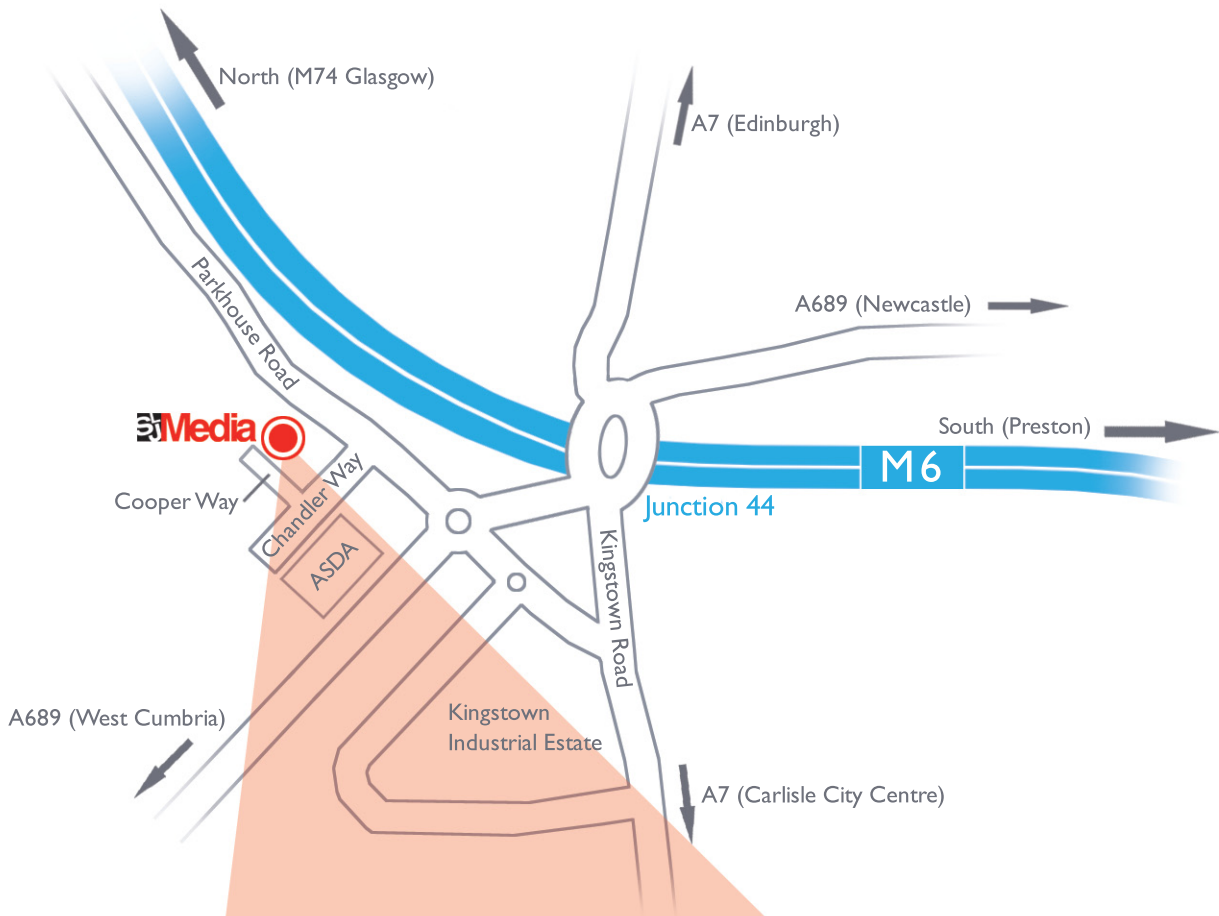 North (M74 Glasgow)
A7 (Edinburgh)
Parkhouse Road
A689 (Newcastle)
Media
South (Preston)
M6
Cooper Way
Chandler Way
Junction 44
ASDA
Kingstown Road
A689 (West Cumbria)
Kingstown
Industrial Estate
A7 (Carlisle City Centre)